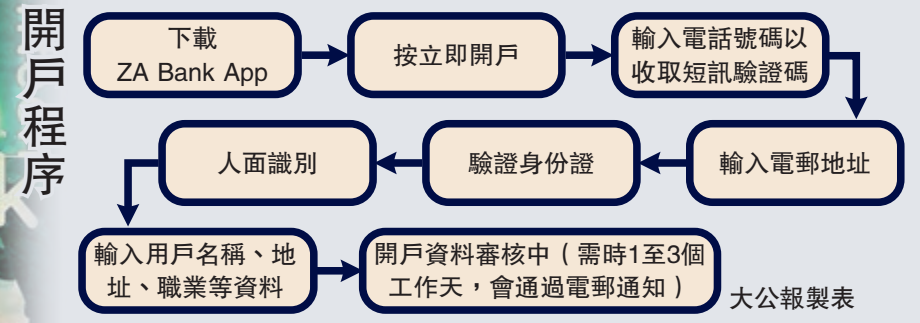 開戶程序
下載
ZA Bank App
按立即開戶
輸入電話號碼以
收取短訊驗證碼
輸入電郵地址
驗證身份證
人面識別
輸入用戶名稱、地
址、職業等資料
開戶資料審核中（需時1至3個
工作天，會通過電郵通知）
大公報製表